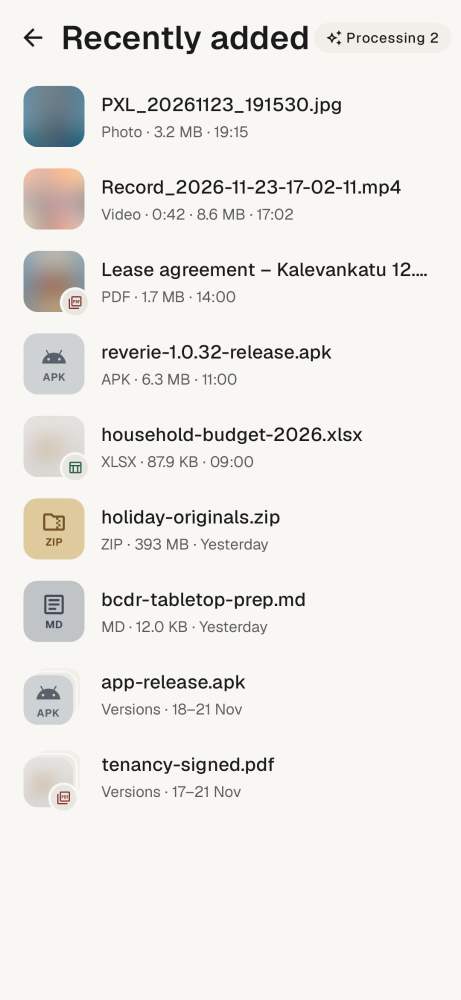 Recently added
Processing 2
PXL_20261123_191530.jpg
Photo · 3.2 MB · 19:15
Record_2026-11-23-17-02-11.mp4
Video · 0:42 · 8.6 MB · 17:02
Lease agreement – Kalevankatu 12....
PDF
PDF · 1.7 MB · 14:00
reverie-1.0.32-release.apk
APK
APK · 6.3 MB · 11:00
household-budget-2026.xlsx
XLSX · 87.9 KB · 09:00
holiday-originals.zip
ZIP
ZIP · 393 MB · Yesterday
bcdr-tabletop-prep.md
MD
MD · 12.0 KB · Yesterday
app-release.apk
APK
Versions · 18–21 Nov
tenancy-signed.pdf
Versions · 17–21 Nov
PDF